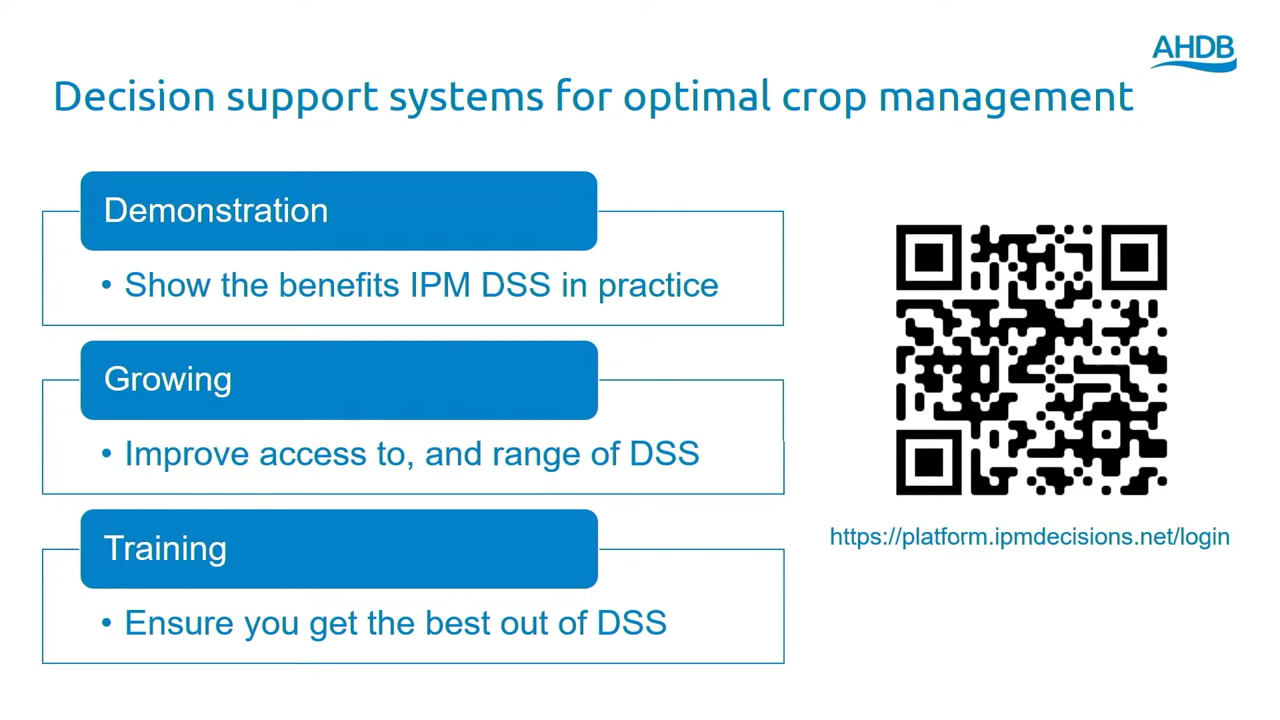 AHDB
Decision support systems for optimal crop management
Demonstration
• Show the benefits IPM DSS in practice
Growing
• Improve access to, and range of DSS
Training
• Ensure you get the best out of DSS
https://platform.ipmdecisions.net/login